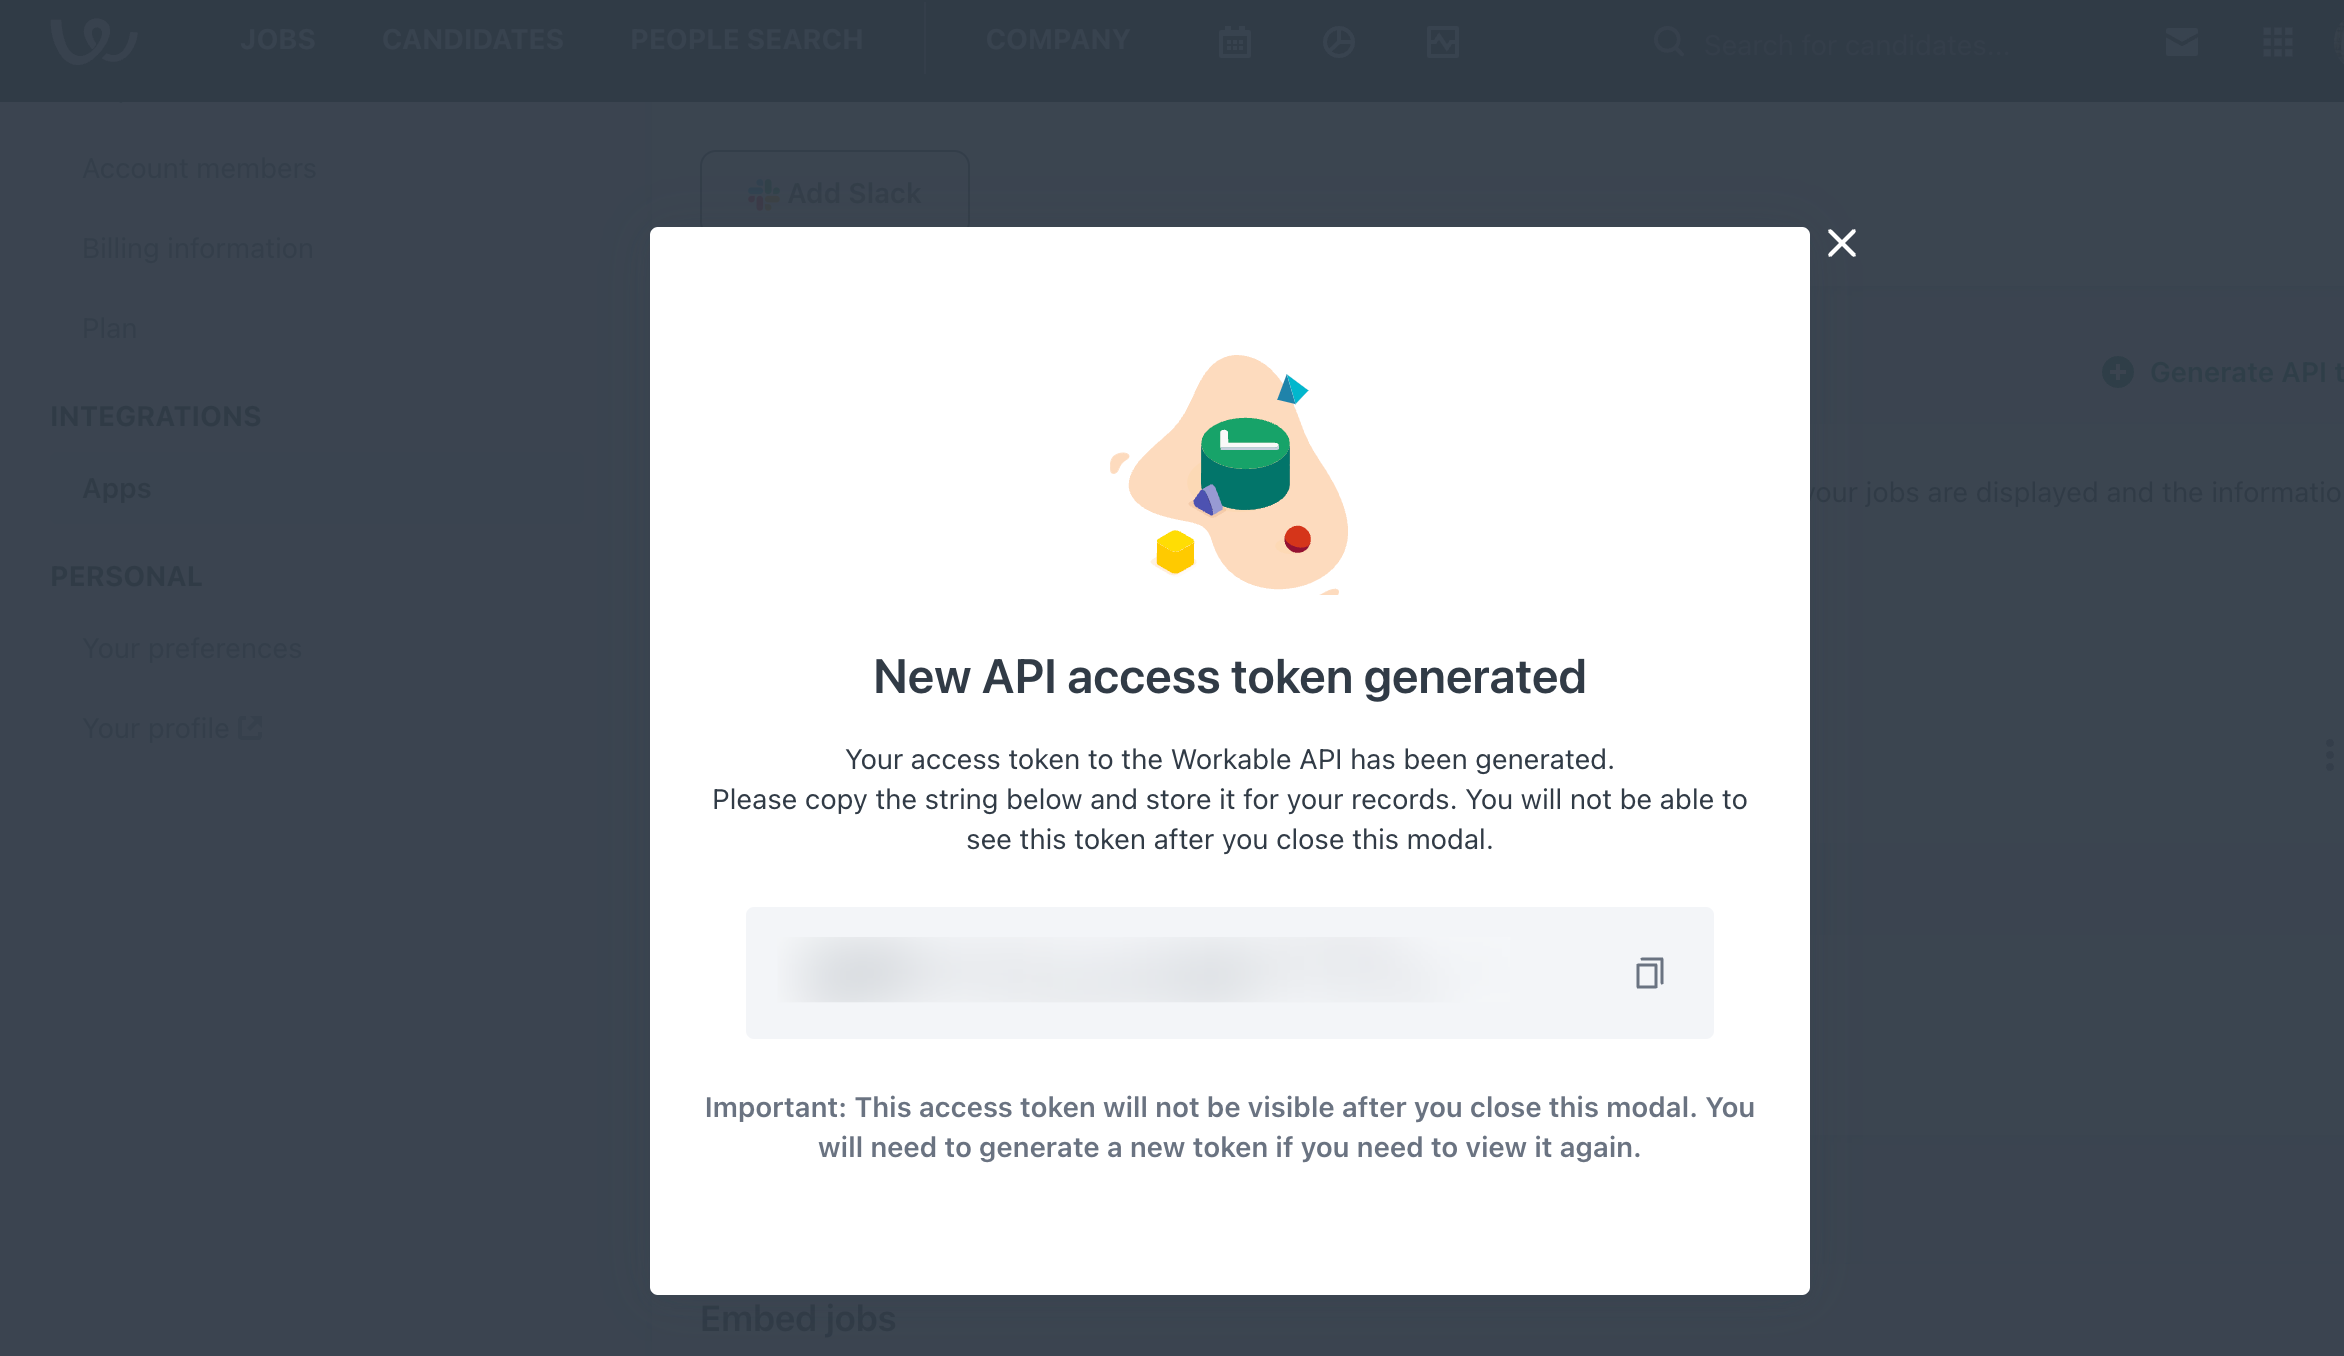 JOBS CANDIDATES PEOPLE SEARCH COMPANY Search for candidates...
Account members
Billing information
Plan
INTEGRATIONS
Apps
PERSONAL
Your preferences
Your profile
Add Slack
Generate API t
your jobs are displayed and the informatio
New API access token generated
Your access token to the Workable API has been generated.
Please copy the string below and store it for your records. You will not be able to
see this token after you close this modal.
Important: This access token will not be visible after you close this modal. You
will need to generate a new token if you need to view it again.
Embed jobs